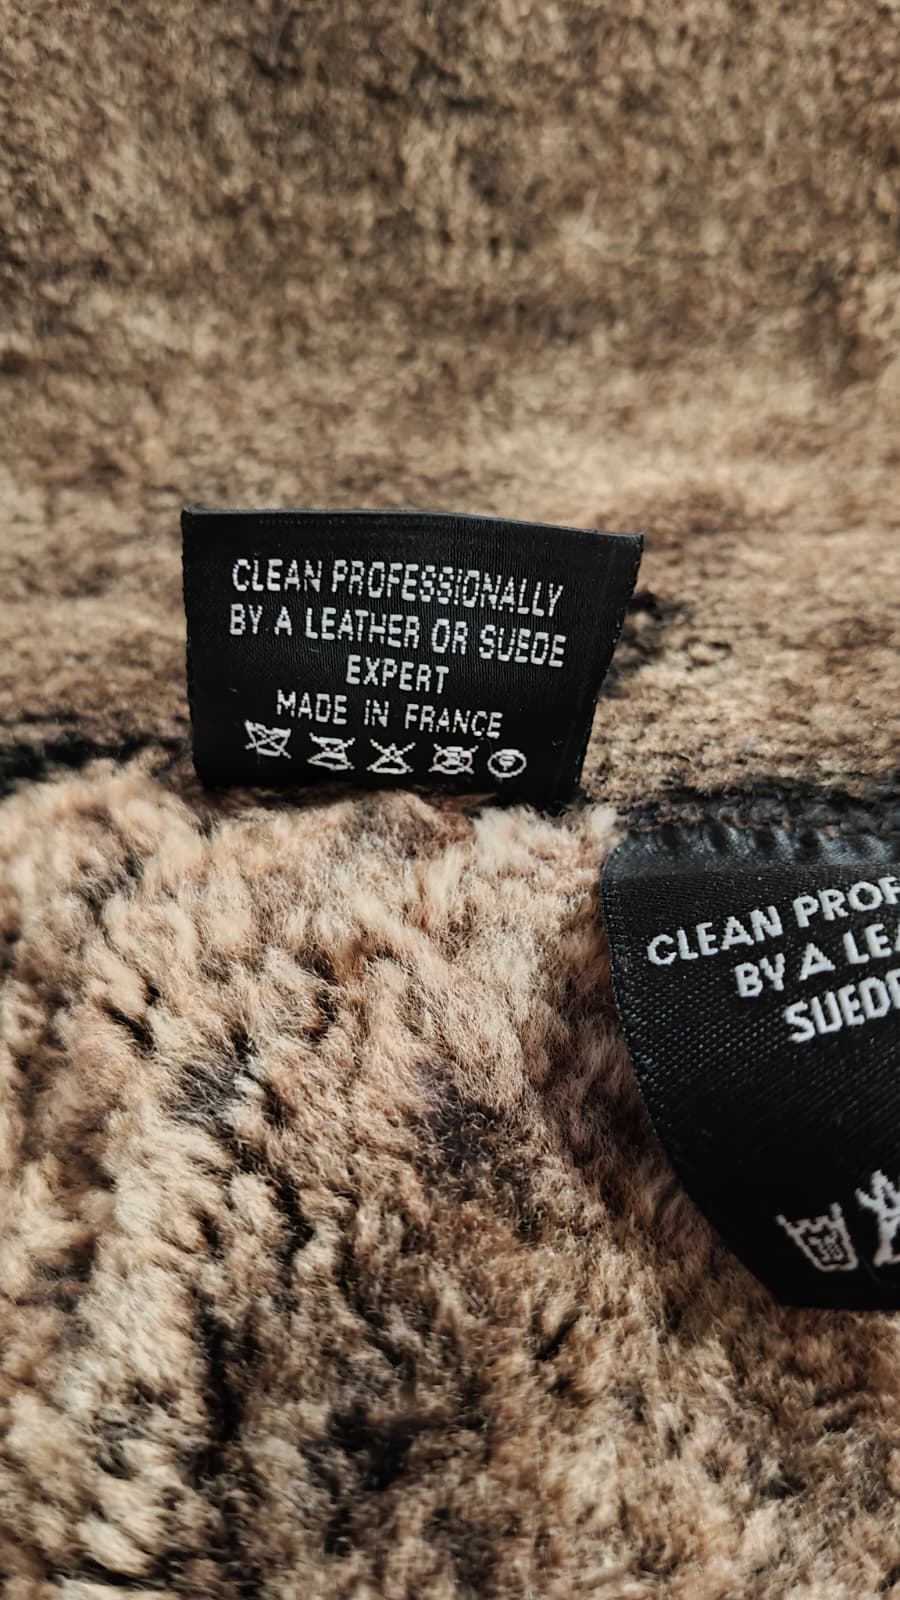 CLEAN PROFESSIONALLY
BY A LEATHER OR SUEDE
EXPERT
MADE IN FRANCE
CLEAN PROF
BY A LEA
SUEDE